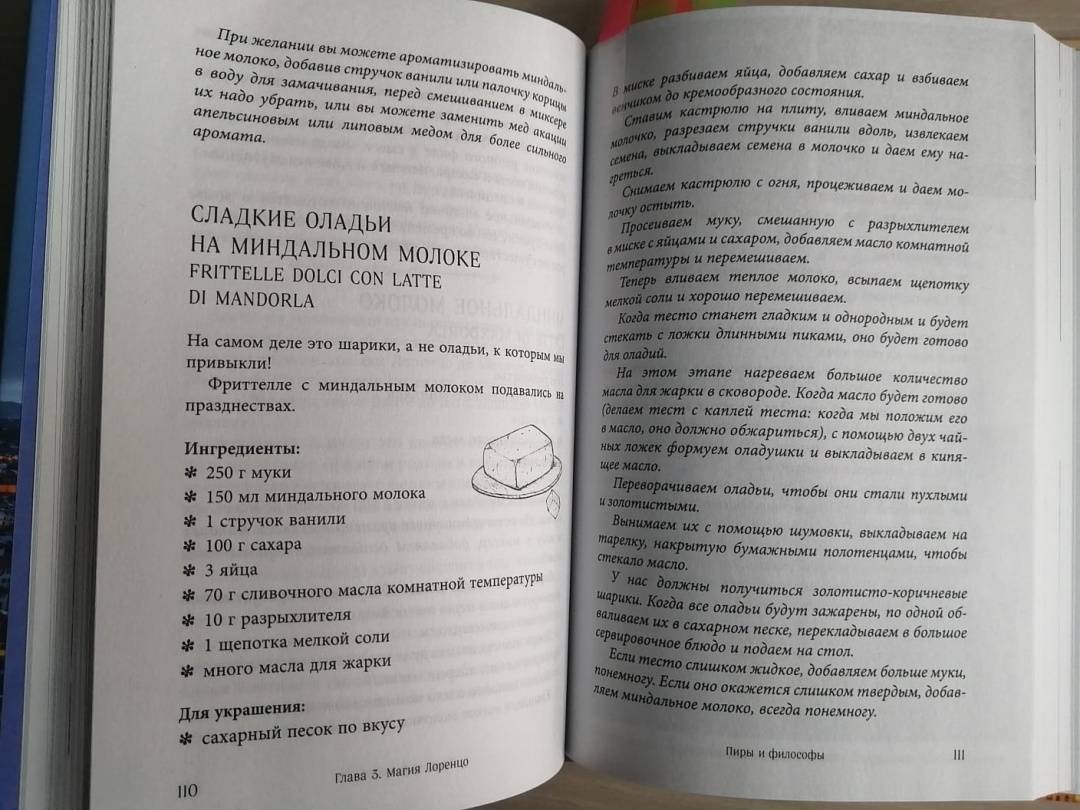 При желании вы можете ароматизировать миндаль-
ное молоко, добавив стручок ванили или палочку корицы
в воду для замачивания, перед смешиванием в миксере
их надо убрать, или вы можете заменить мед акации
апельсиновым или липовым медом для более сильного
аромата.
СЛАДКИЕ ОЛАДЬИ
НА МИНДАЛЬНОМ МОЛОКЕ
FRITTELLE DOLCI CON LATTE
DI MANDORLA
На самом деле это шарики, а не оладьи, к которым мы
привыкли!
Фриттелле с миндальным молоком подавались на
празднествах.
Ингредиенты:
✻ 250 г муки
✻ 150 мл миндального молока
✻ 1 стручок ванили
✻ 100 г сахара
✻ 3 яйца
✻ 70 г сливочного масла комнатной температуры
✻ 10 г разрыхлителя
✻ 1 щепотка мелкой соли
✻ много масла для жарки
Для украшения:
✻ сахарный песок по вкусу
110
Глава 3. Магия Лоренцо
В миске разбиваем яйца, добавляем сахар и взбиваем
венчиком до кремообразного состояния.
Ставим кастрюлю на плиту, вливаем миндальное
молочко, разрезаем стручки ванили вдоль, извлекаем
семена, выкладываем семена в молочко и даем ему на-
греться.
Снимаем кастрюлю с огня, процеживаем и даем мо-
лочку остыть.
Просеиваем муку, смешанную с разрыхлителем
в миске с яйцами и сахаром, добавляем масло комнатной
температуры и перемешиваем.
Теперь вливаем теплое молоко, всыпаем щепотку
мелкой соли и хорошо перемешиваем.
Когда тесто станет гладким и однородным и будет
стекать с ложки длинными пиками, оно будет готово
для оладий.
На этом этапе нагреваем большое количество
масла для жарки в сковороде. Когда масло будет готово
(делаем тест с каплей теста: когда мы положим его
в масло, оно должно обжариться), с помощью двух чай-
ных ложек формуем оладушки и выкладываем в кипя-
щее масло.
Переворачиваем оладьи, чтобы они стали пухлыми
и золотистыми.
Вынимаем их с помощью шумовки, выкладываем на
тарелку, накрытую бумажными полотенцами, чтобы
стекало масло.
У нас должны получиться золотисто-коричневые
шарики. Когда все оладьи будут зажарены, по одной об-
валиваем их в сахарном песке, перекладываем в большое
сервировочное блюдо и подаем на стол.
Если тесто слишком жидкое, добавляем больше муки,
понемногу. Если оно окажется слишком твердым, добав-
ляем миндальное молоко, всегда понемногу.
Пиры и философы
111